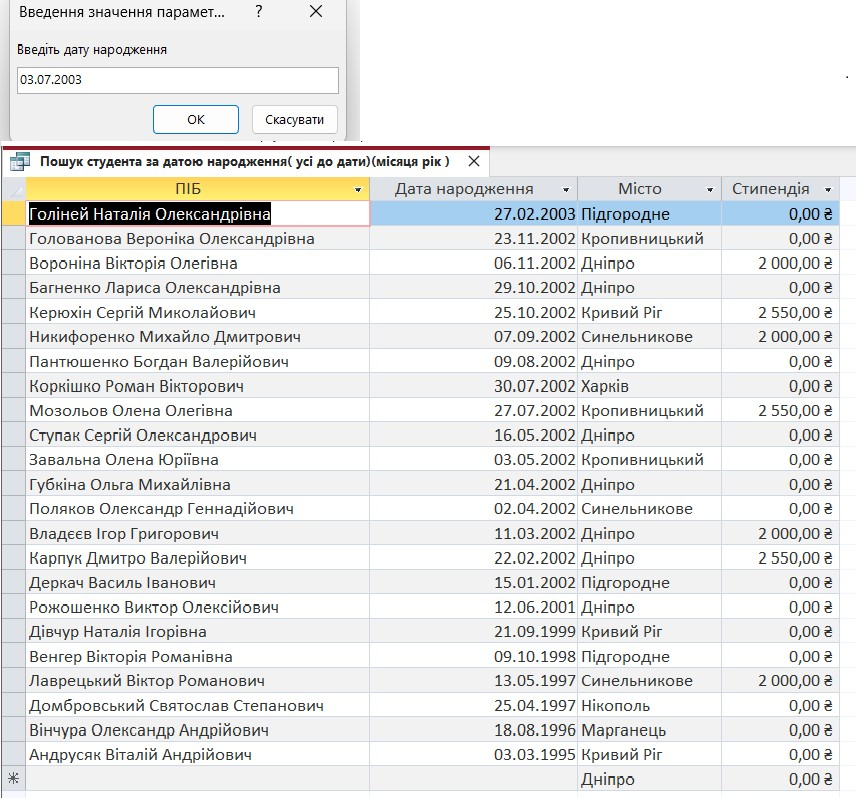 Введення значення парамет... ?
Введіть дату народження
03.07.2003
ОК Скасувати
Пошук студента за датою народження( усі до дати)(місяця рік )
ПІБ Дата народження Місто Стипендія
Голіней Наталія Олександрівна 27.02.2003 Підгородне 0,00 ₴
Голованова Вероніка Олександрівна 23.11.2002 Кропивницький 0,00 ₴
Вороніна Вікторія Олегівна 06.11.2002 Дніпро 2 000,00 ₴
Багненко Лариса Олександрівна 29.10.2002 Дніпро 0,00 ₴
Керюхін Сергій Миколайович 25.10.2002 Кривий Ріг 2 550,00 ₴
Никифоренко Михайло Дмитрович 07.09.2002 Синельникове 2 000,00 ₴
Пантюшенко Богдан Валерійович 09.08.2002 Дніпро 0,00 ₴
Коркішко Роман Вікторович 30.07.2002 Харків 0,00 ₴
Мозольов Олена Олегівна 27.07.2002 Кропивницький 2 550,00 ₴
Ступак Сергій Олександрович 16.05.2002 Дніпро 0,00 ₴
Завальна Олена Юріївна 03.05.2002 Кропивницький 0,00 ₴
Губкіна Ольга Михайлівна 21.04.2002 Дніпро 0,00 ₴
Поляков Олександр Геннадійович 02.04.2002 Синельникове 0,00 ₴
Владєєв Ігор Григорович 11.03.2002 Дніпро 2 000,00 ₴
Карпук Дмитро Валерійович 22.02.2002 Дніпро 2 550,00 ₴
Деркач Василь Іванович 15.01.2002 Підгородне 0,00 ₴
Рожошенко Виктор Олексійович 12.06.2001 Дніпро 0,00 ₴
Дівчур Наталія Ігорівна 21.09.1999 Кривий Ріг 0,00 ₴
Венгер Вікторія Романівна 09.10.1998 Підгородне 0,00 ₴
Лаврецький Віктор Романович 13.05.1997 Синельникове 2 000,00 ₴
Домбровський Святослав Степанович 25.04.1997 Нікополь 0,00 ₴
Вінчура Олександр Андрійович 18.08.1996 Марганець 0,00 ₴
Андрусяк Віталій Андрійович 03.03.1995 Кривий Ріг 0,00 ₴
Дніпро 0,00 ₴